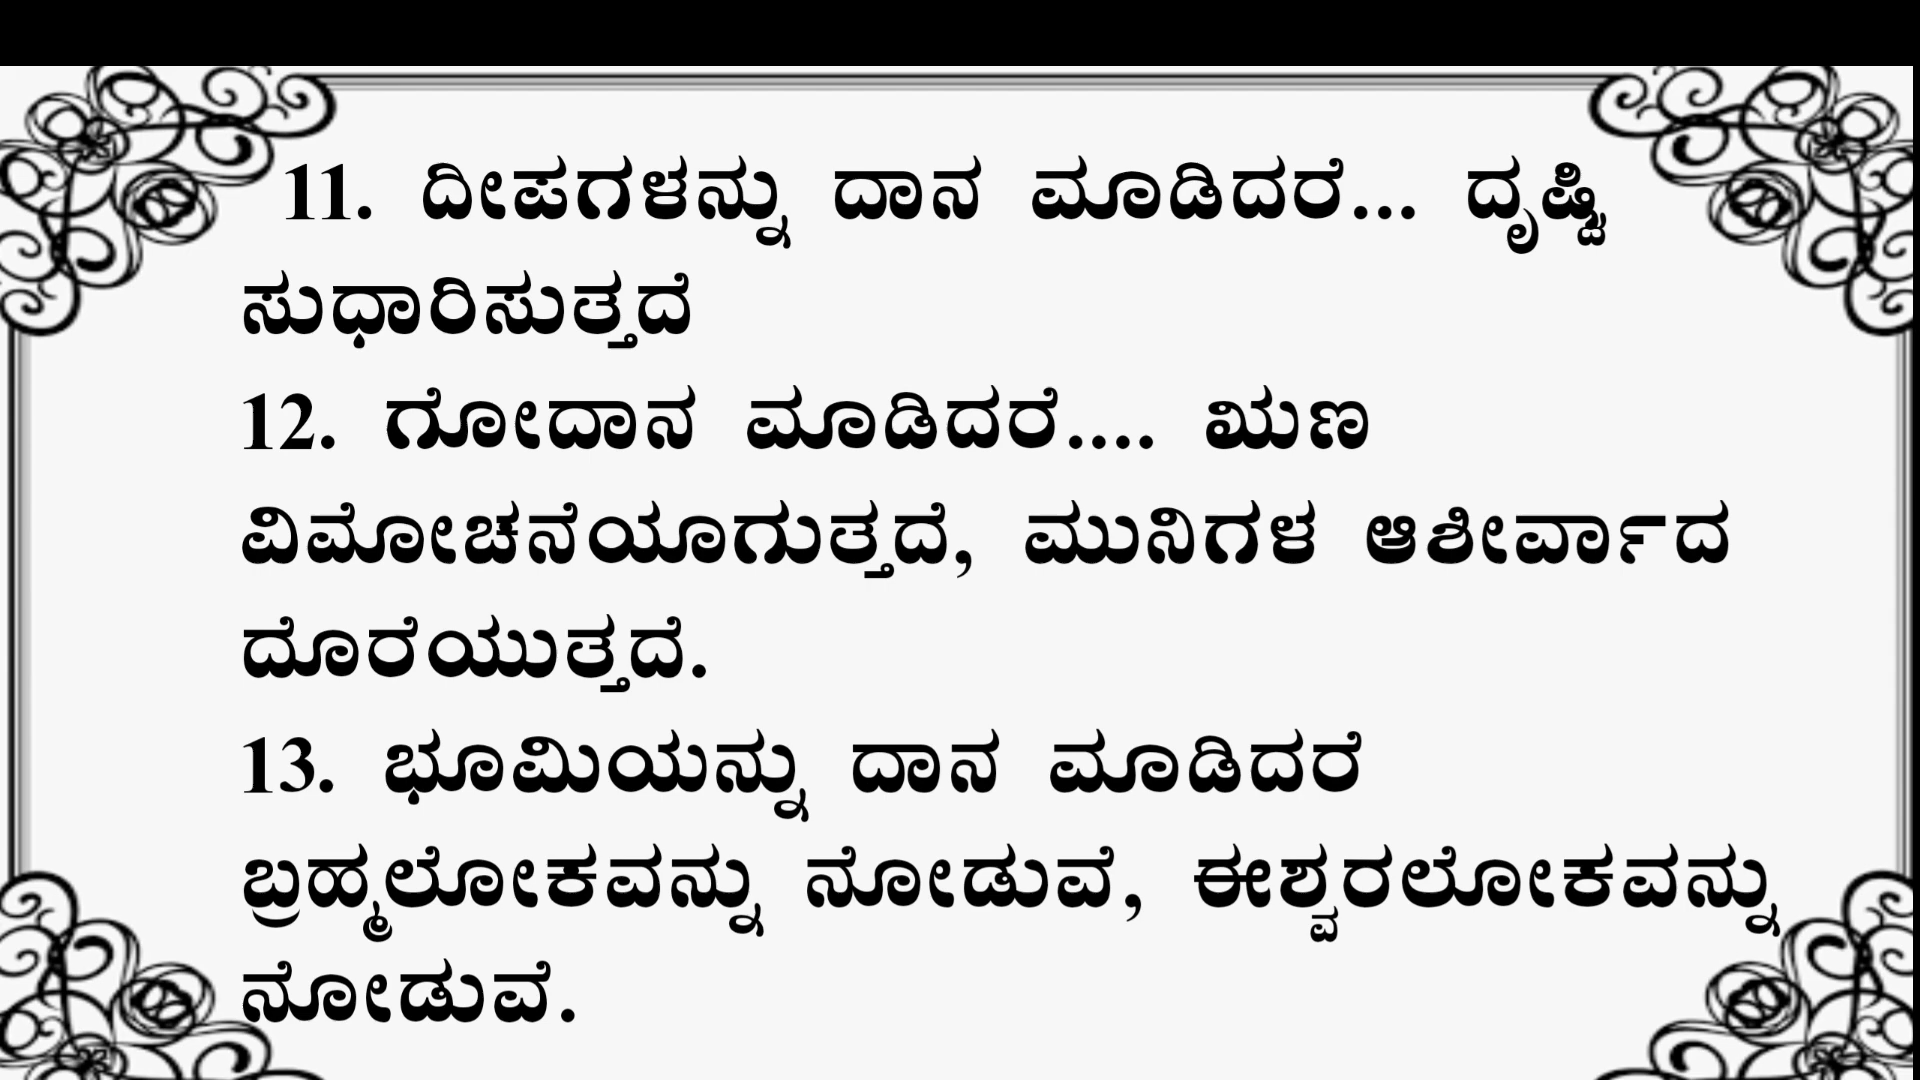 11. ದೀಪಗಳನ್ನು ದಾನ ಮಾಡಿದರೆ... ದೃಷ್ಟಿ
ಸುಧಾರಿಸುತ್ತದೆ
12. ಗೋದಾನ ಮಾಡಿದರೆ.... ಋಣ
ವಿಮೋಚನೆಯಾಗುತ್ತದೆ, ಮುನಿಗಳ ಆಶೀರ್ವಾದ
ದೊರೆಯುತ್ತದೆ.
13. ಭೂಮಿಯನ್ನು ದಾನ ಮಾಡಿದರೆ
ಬ್ರಹ್ಮಲೋಕವನ್ನು ನೋಡುವೆ, ಈಶ್ವರಲೋಕವನ್ನು
ನೋಡುವೆ.